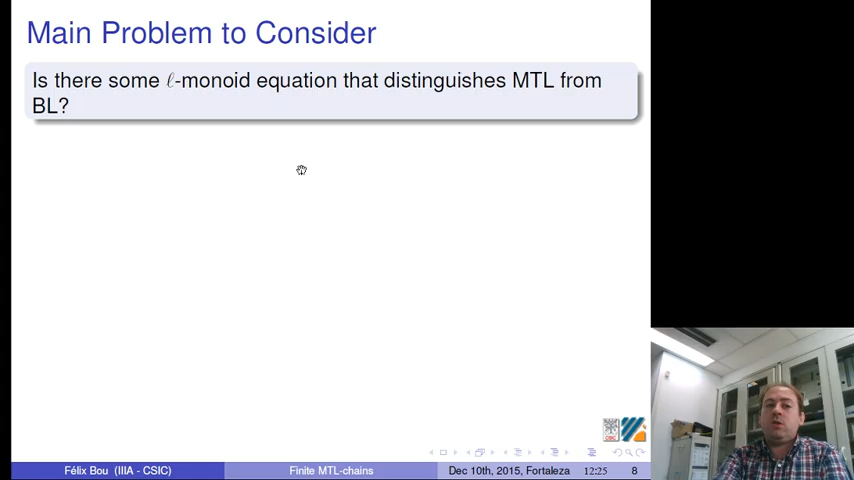 Main Problem to Consider
Is there some ℓ-monoid equation that distinguishes MTL from
BL?
Félix Bou (IIIA - CSIC) Finite MTL-chains Dec 10th, 2015, Fortaleza 12:25 8
CSIC